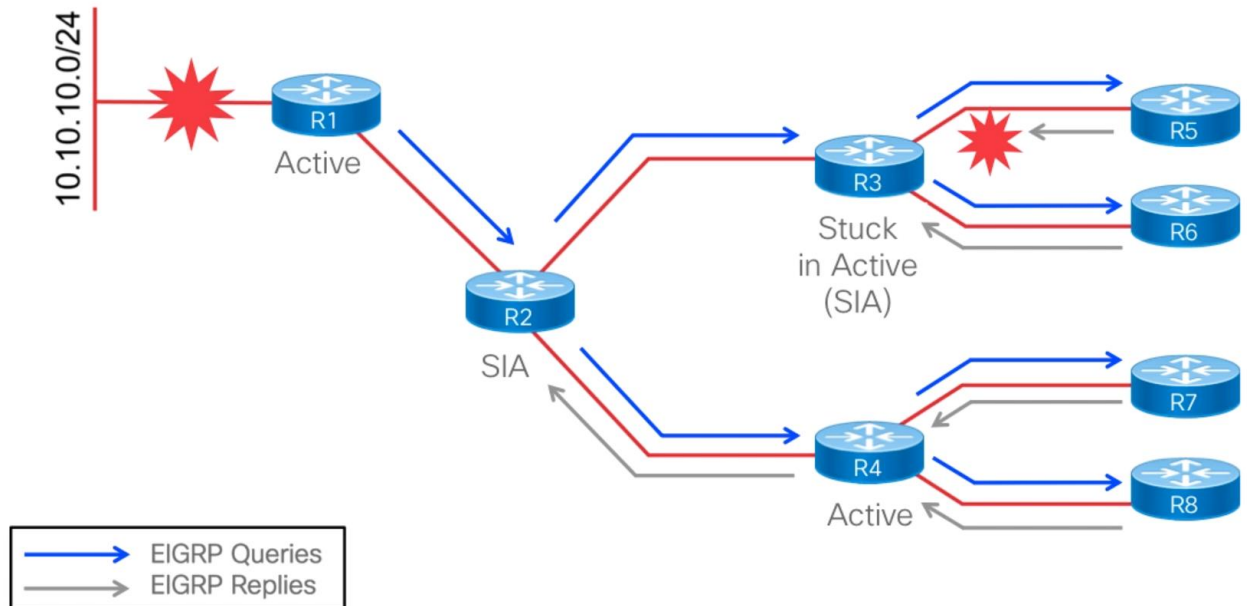 10.10.10.0/24
R1
Active
R2
SIA
R3
Stuck
in Active
(SIA)
R5
R6
R4
Active
R7
R8
EIGRP Queries
EIGRP Replies